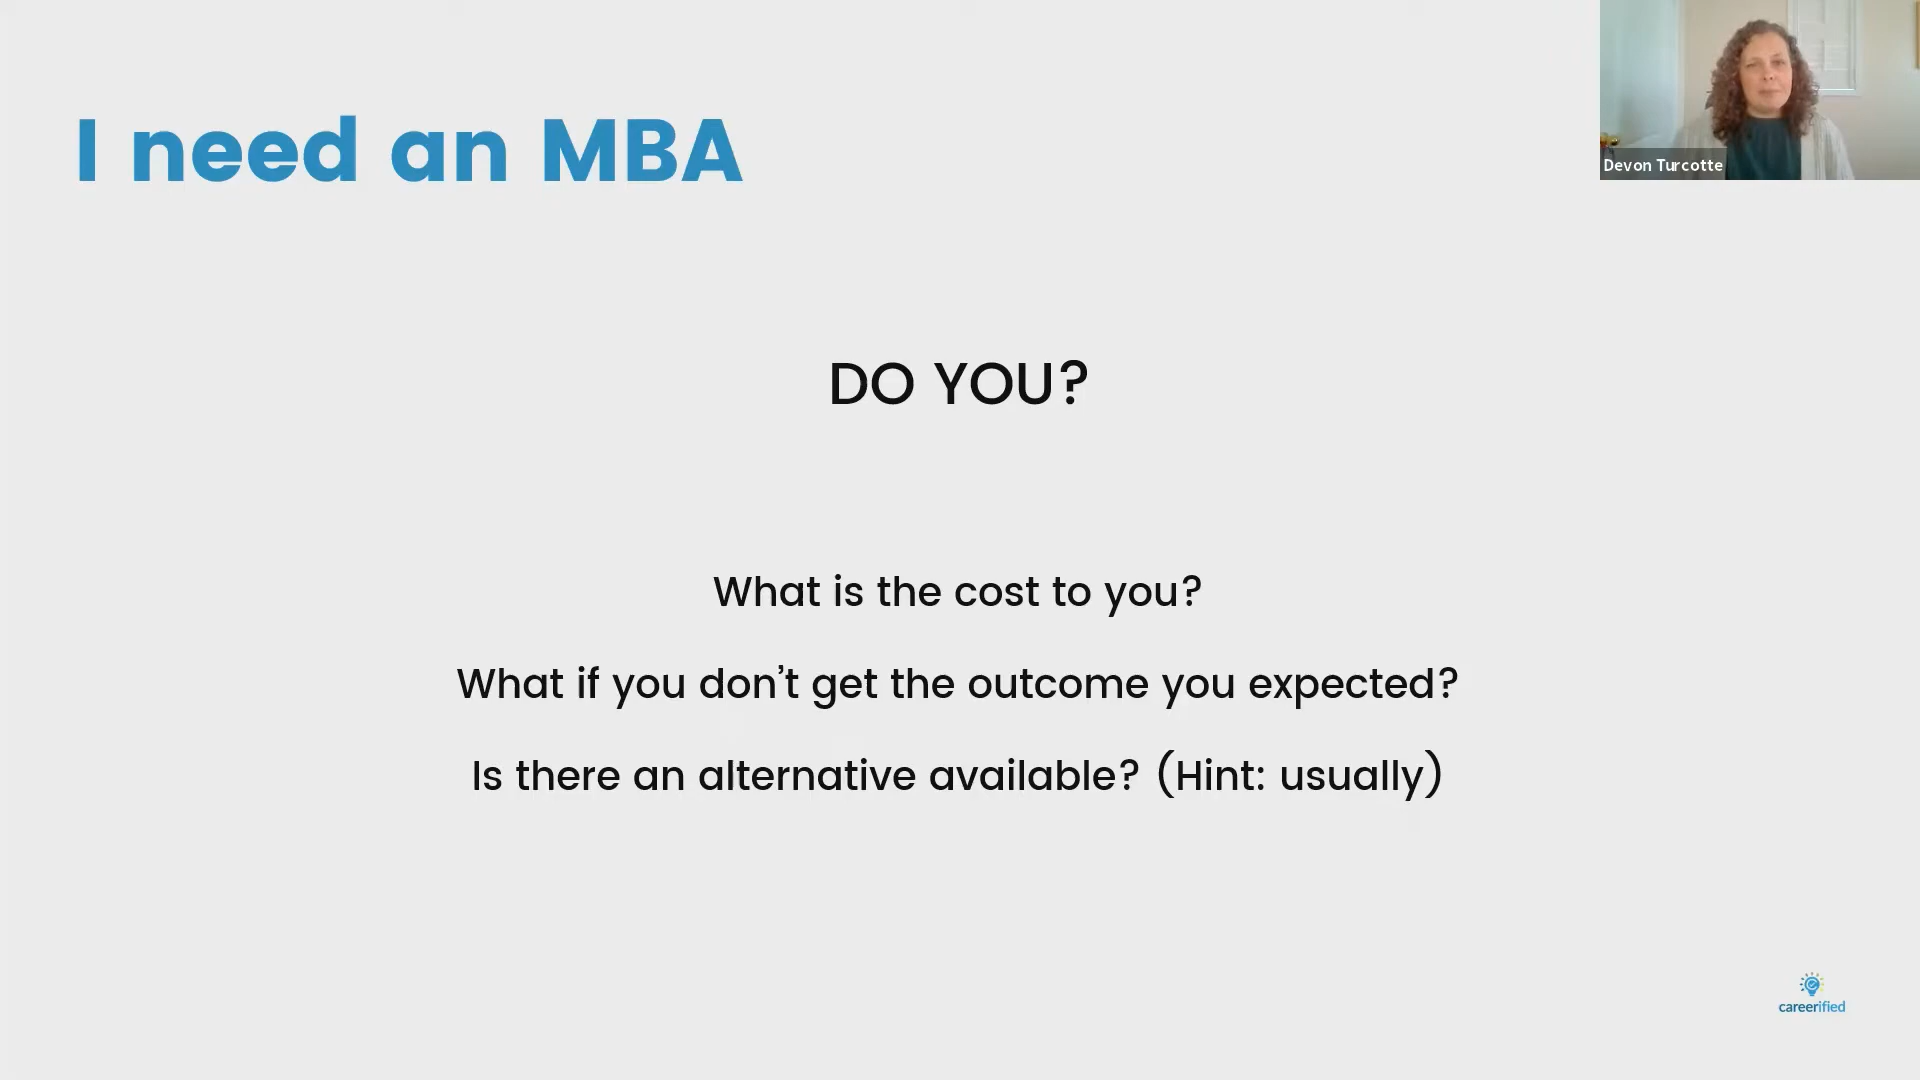 I need an MBA
Devon Turcotte
DO YOU?
What is the cost to you?
What if you don't get the outcome you expected?
Is there an alternative available? (Hint: usually)
careerified